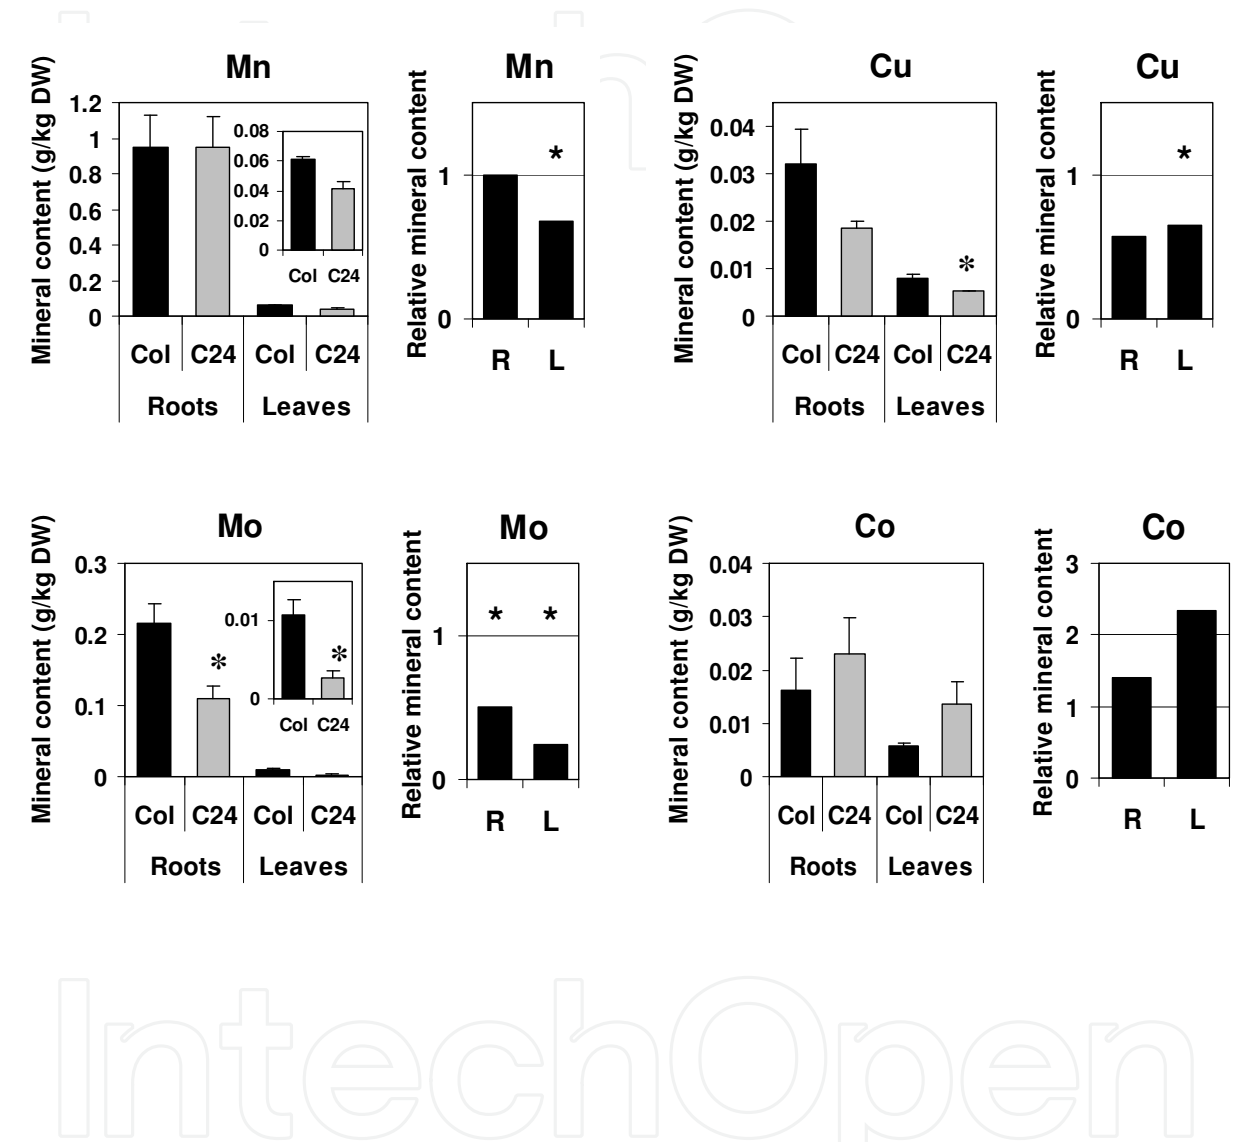 Mn Mn Cu Cu
Mineral content (g/kg DW)
1.2
1
0.8
0.6
0.4
0.2
0
0.08
0.06
0.04
0.02
0
Col C24
Col C24 Col C24
Roots Leaves
Relative mineral content
*
1
0
R L
Mineral content (g/kg DW)
0.04
0.03
0.02
0.01
0
*
Col C24 Col C24
Roots Leaves
Relative mineral content
*
1
0
R L
Mo Mo Co Co
Mineral content (g/kg DW)
0.3
0.2
0.1
0
*
0.01
0
*
Col C24
Col C24 Col C24
Roots Leaves
Relative mineral content
* *
1
0
R L
Mineral content (g/kg DW)
0.04
0.03
0.02
0.01
0
Col C24 Col C24
Roots Leaves
Relative mineral content
3
2
1
0
R L
IntechOpen